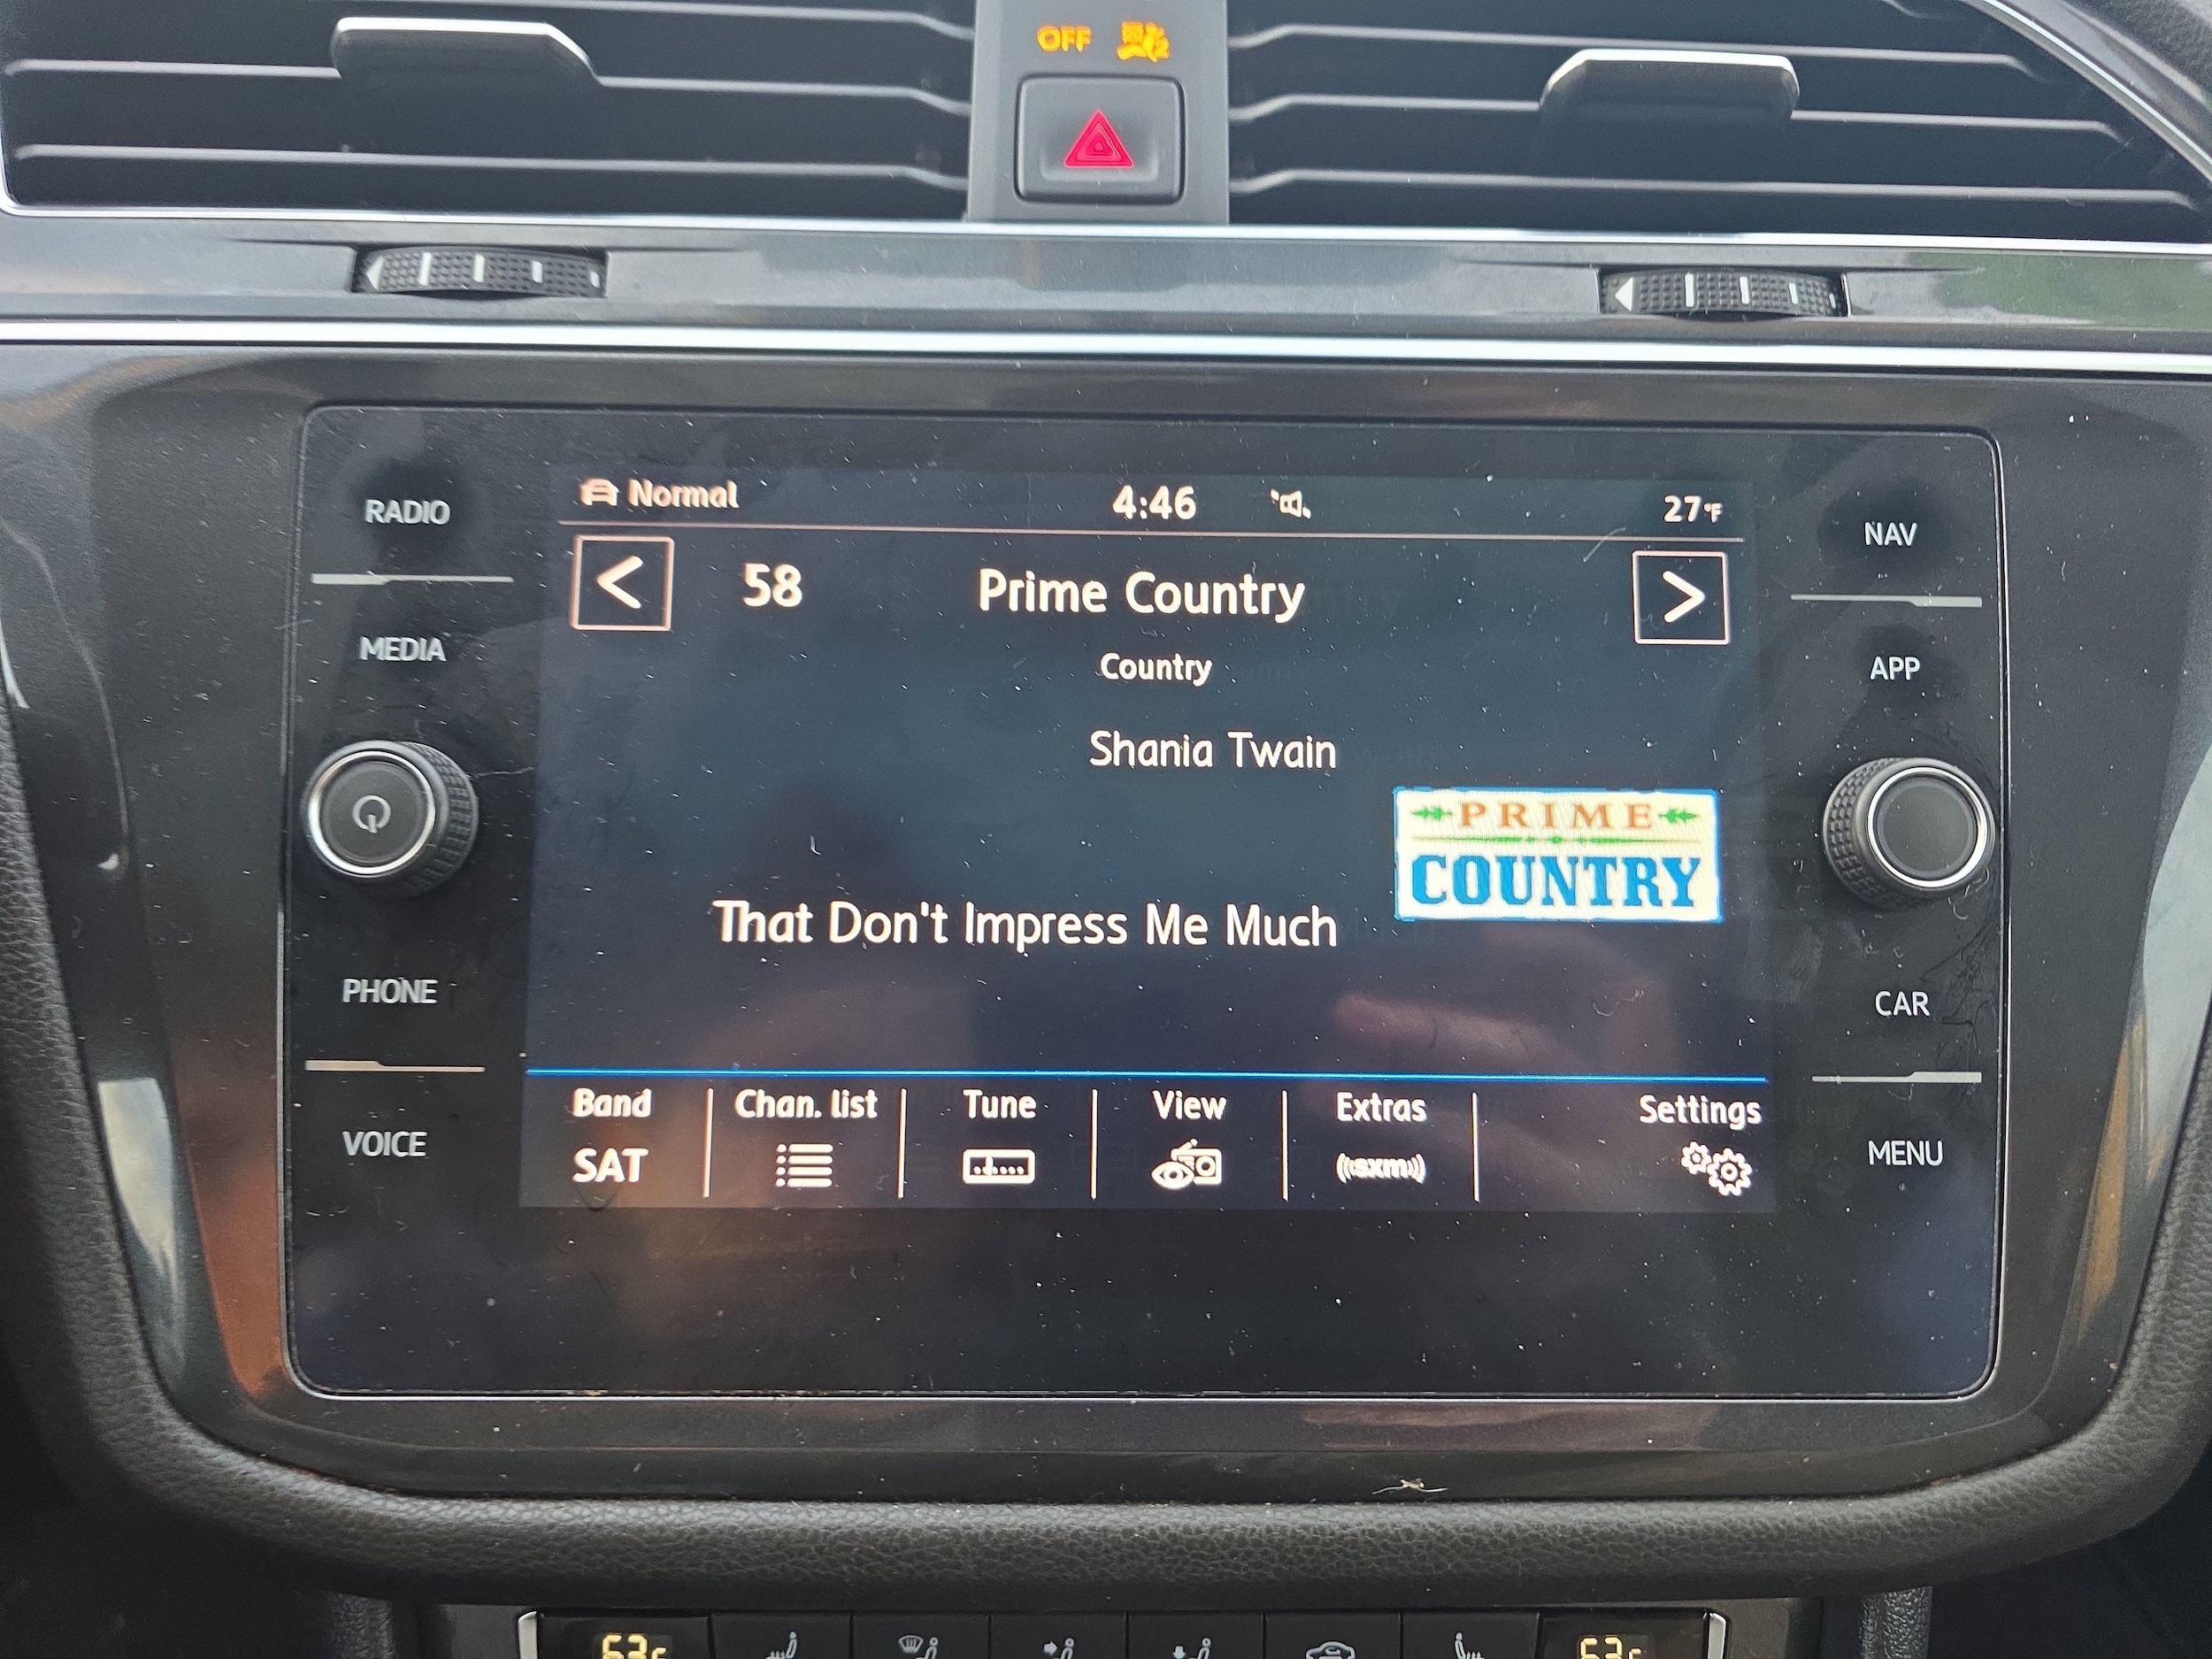 OFF
Normal 4:46 27°F
RADIO
NAV
58 Prime Country
MEDIA
Country
APP
Shania Twain
PRIME
COUNTRY
That Don't Impress Me Much
PHONE
CAR
Band Chan. list Tune View Extras Settings
VOICE
SAT
((sxm))
MENU